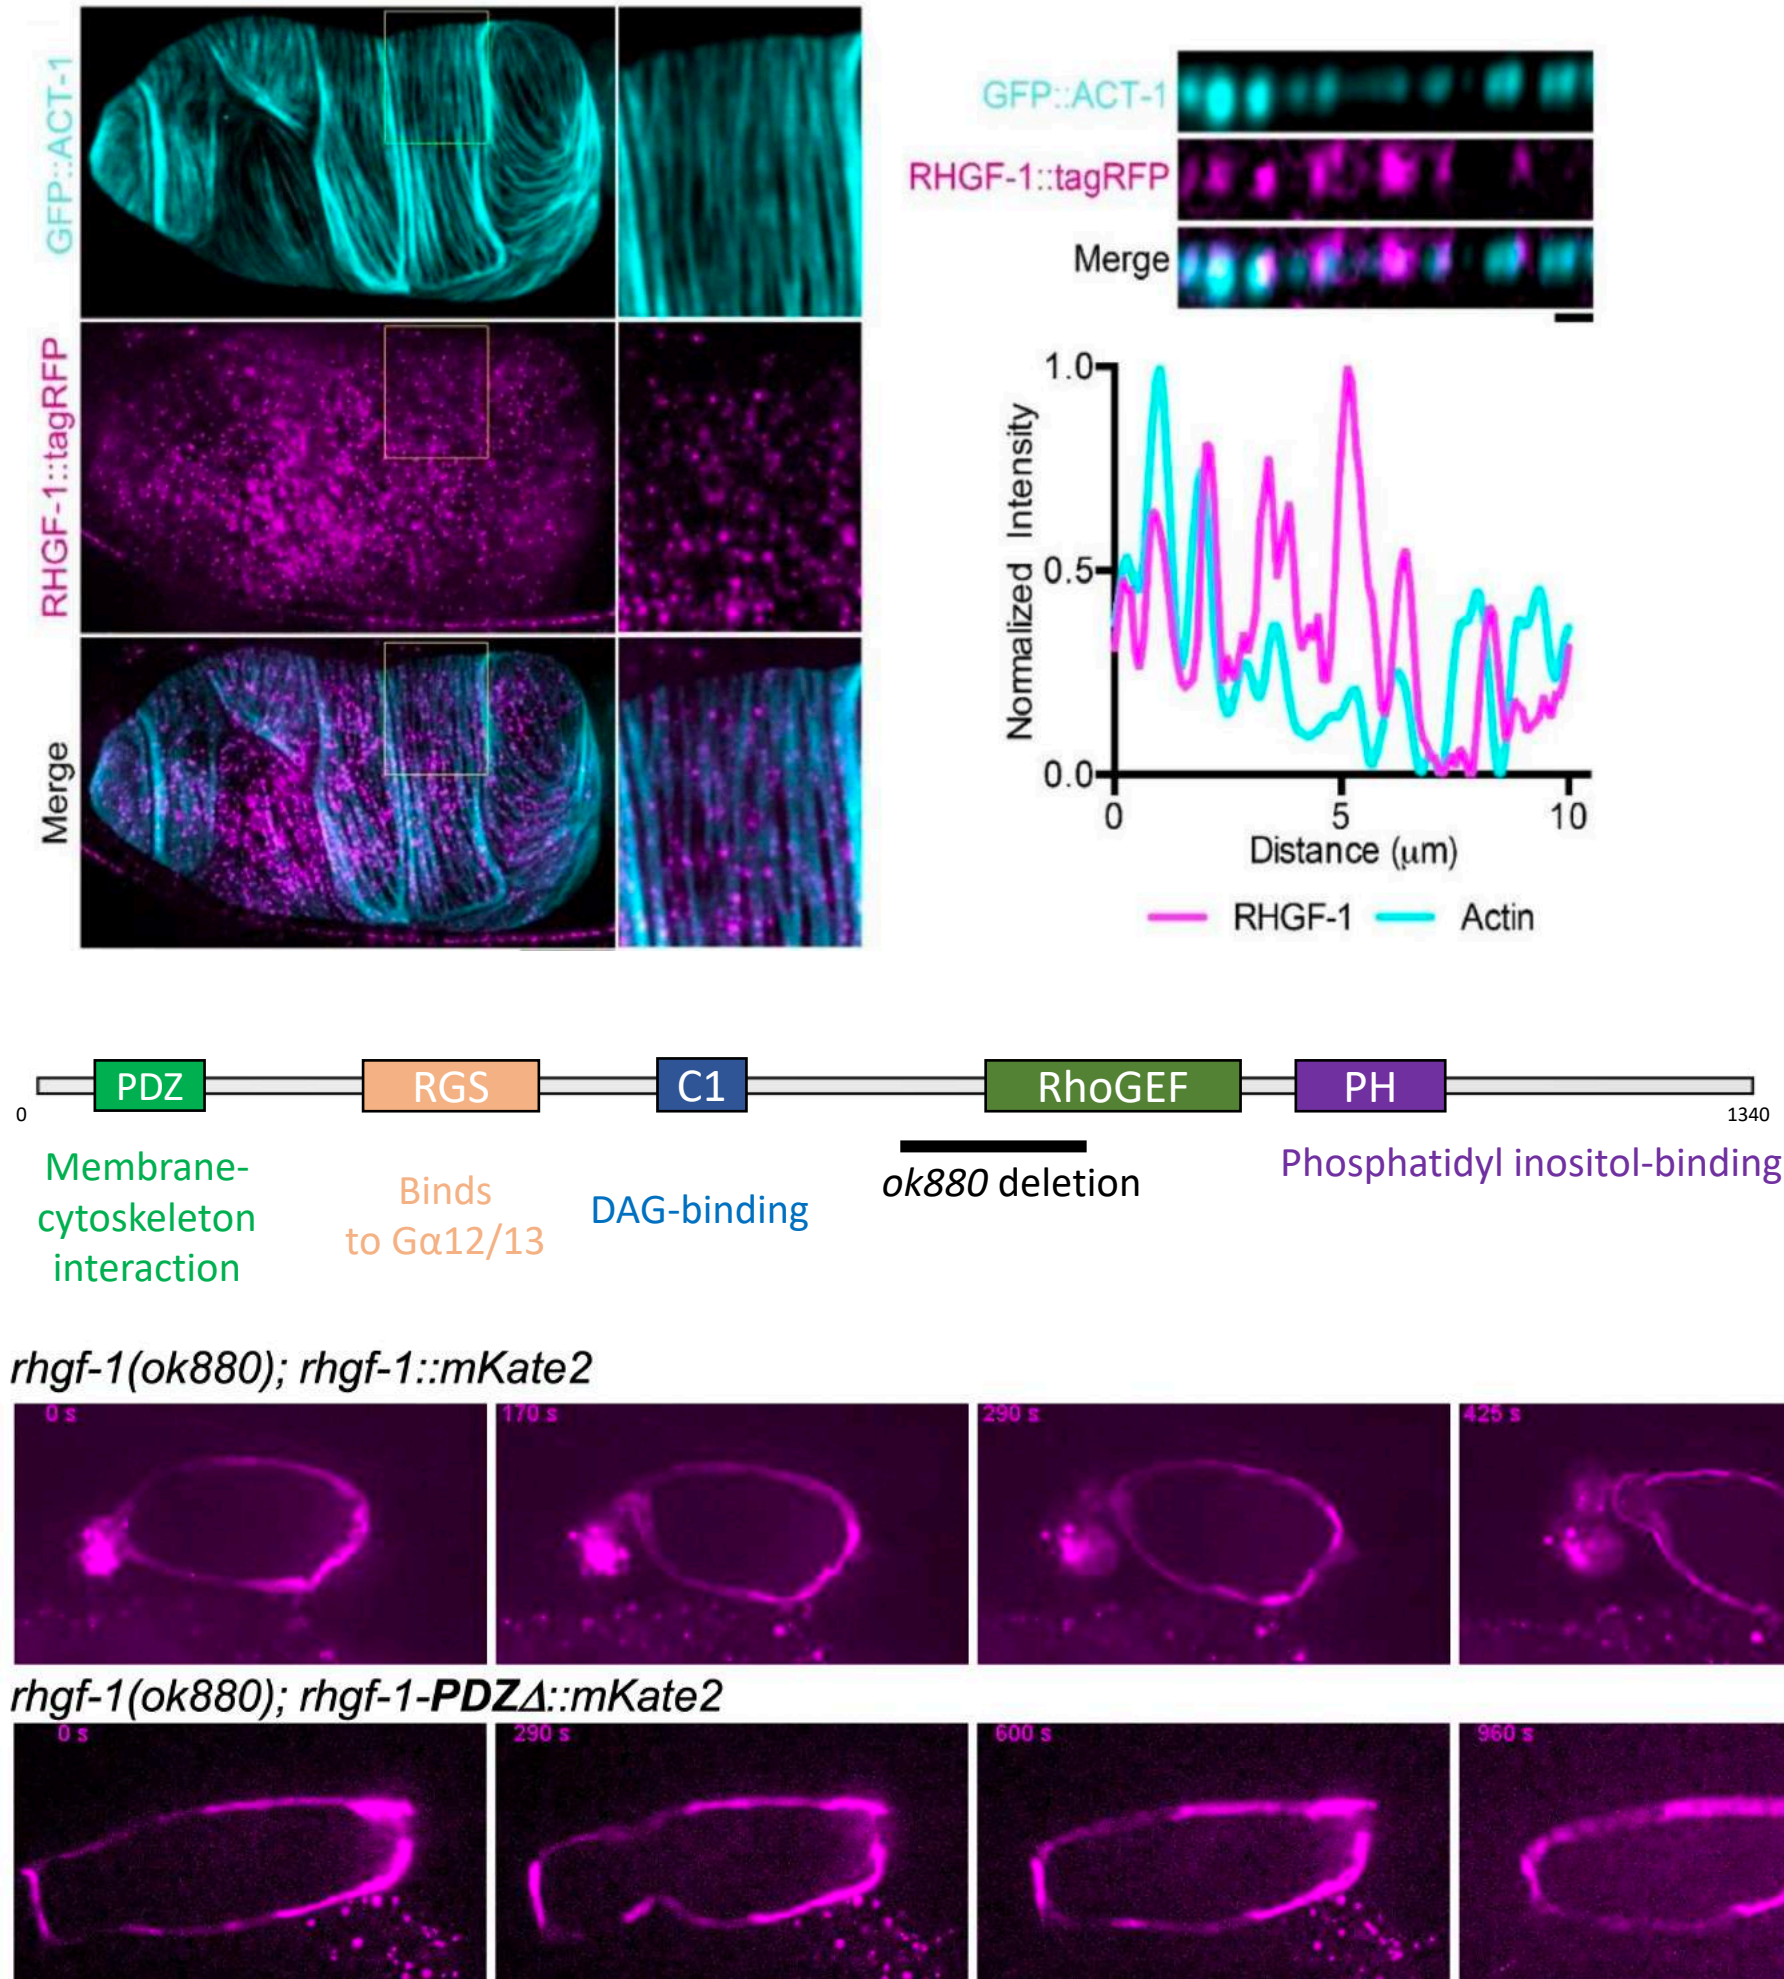 GFP::ACT-1
RHGF-1::tagRFP
Merge
GFP::ACT-1
RHGF-1::tagRFP
Merge
Normalized Intensity
1.0
0.5
0.0
0
5
10
Distance (μm)
RHGF-1
Actin
PDZ
RGS
C1
RhoGEF
PH
0
1340
Membrane-
cytoskeleton
interaction
Binds
to Gα12/13
DAG-binding
ok880 deletion
Phosphatidyl inositol-binding
rhgf-1(ok880); rhgf-1::mKate2
0 s
170 s
290 s
425 s
rhgf-1(ok880); rhgf-1-PDZΔ::mKate2
0 s
290 s
600 s
960 s